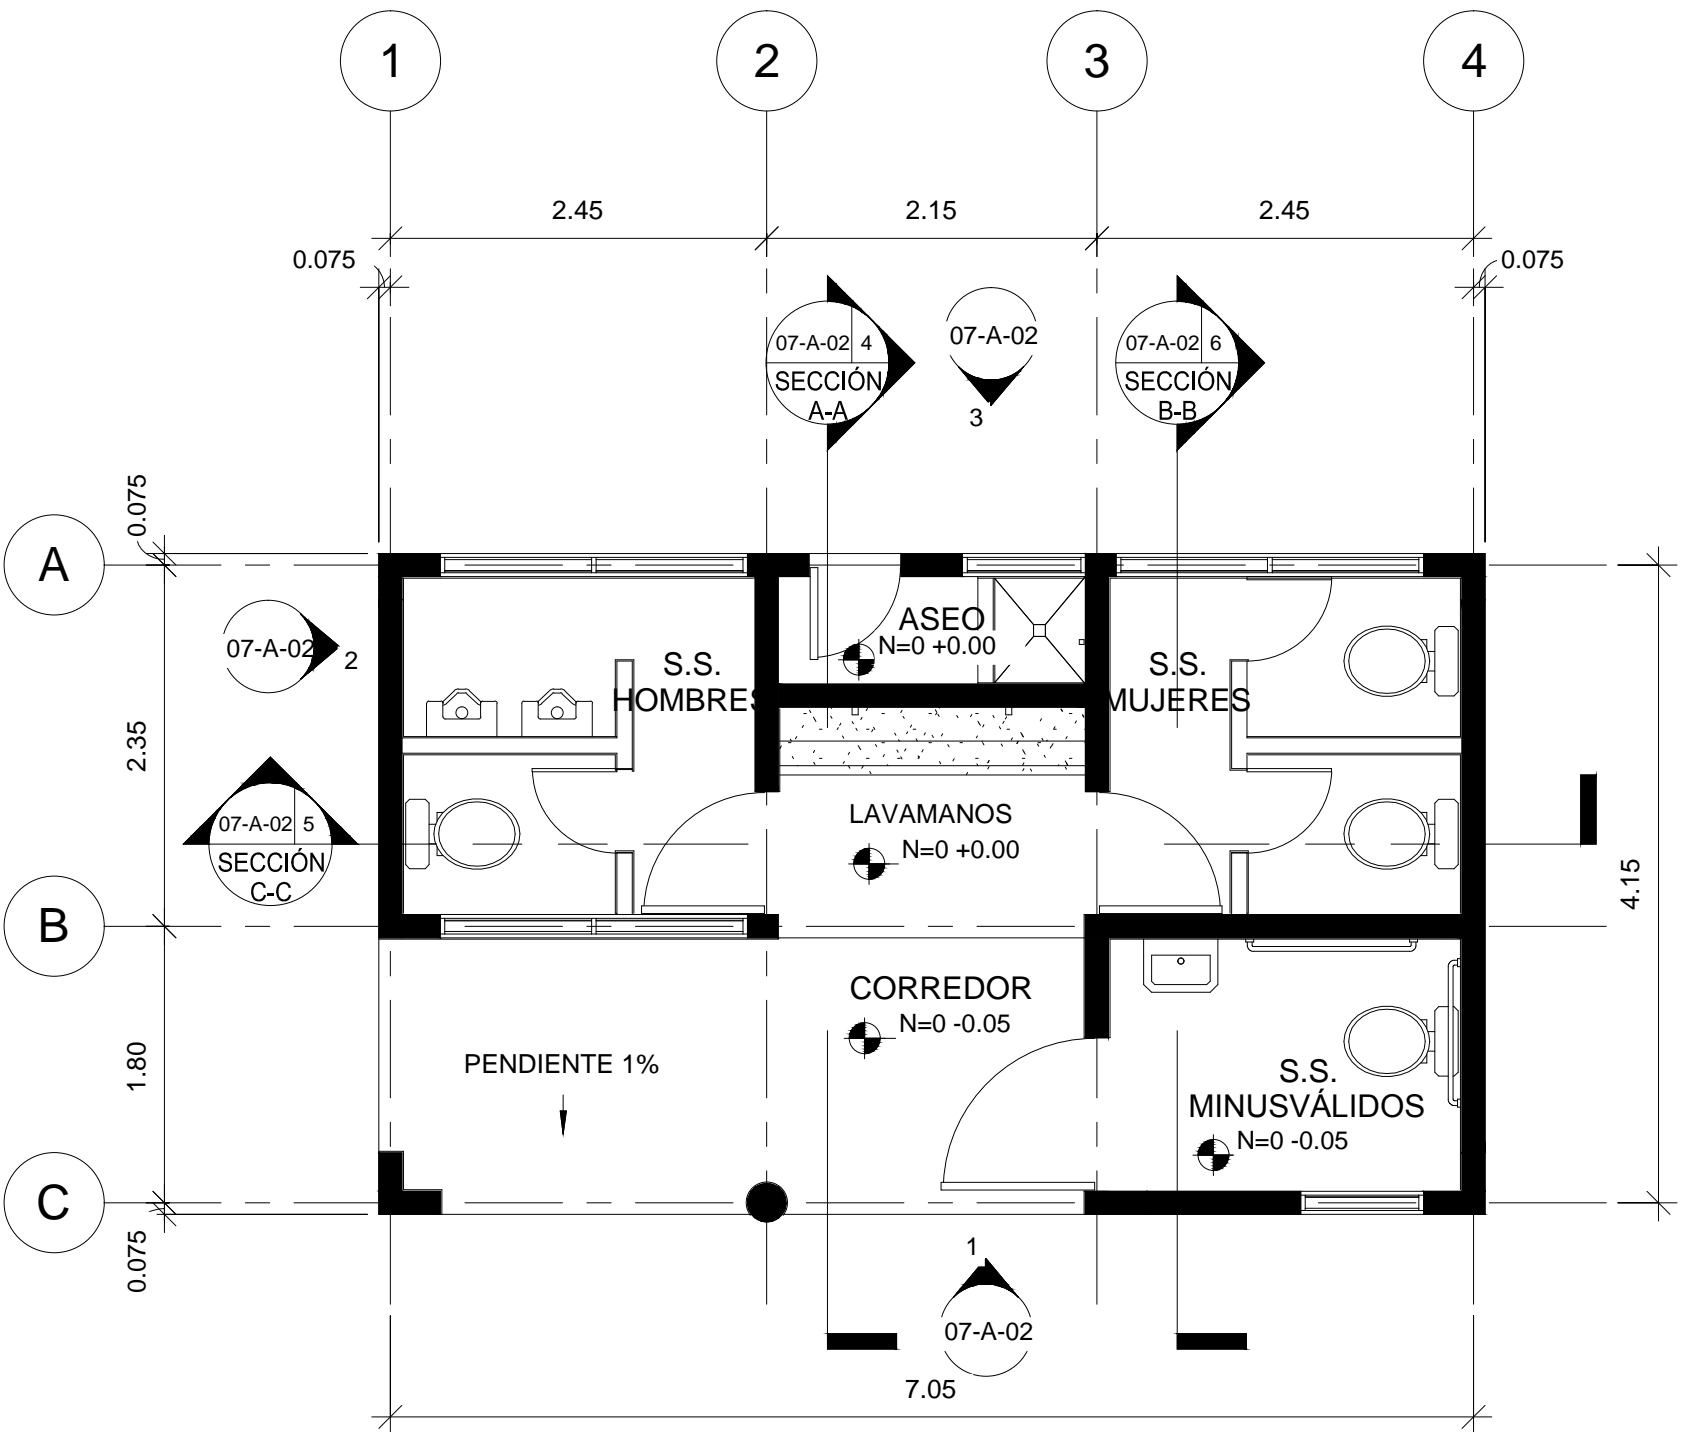 1 2 3 4
2.45 2.15 2.45
0.075 0.075
07-A-02 4
SECCIÓN
A-A
07-A-02
3
07-A-02 6
SECCIÓN
B-B
0.075
A
07-A-02 2
2.35
07-A-02 5
SECCIÓN
C-C
B
1.80
C
0.075
S.S.
HOMBRES
ASEO
N=0 +0.00
S.S.
MUJERES
LAVAMANOS
N=0 +0.00
4.15
CORREDOR
N=0 -0.05
PENDIENTE 1%
S.S.
MINUSVÁLIDOS
N=0 -0.05
1
07-A-02
7.05